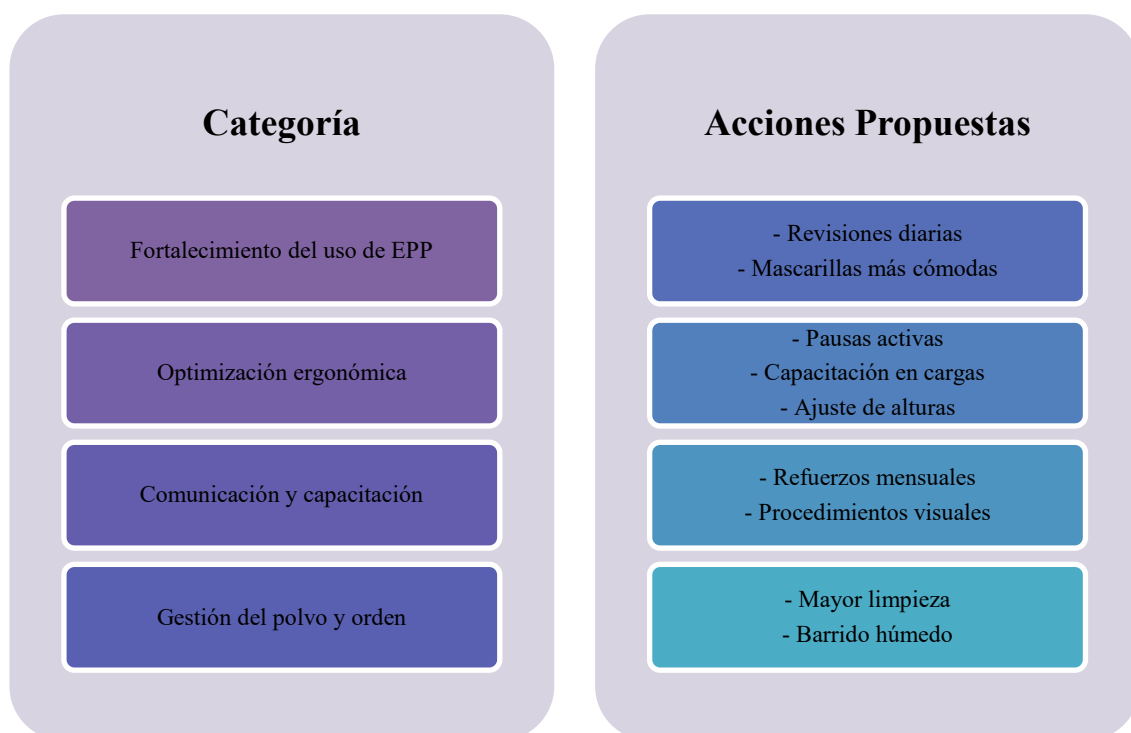 Categoría
Fortalecimiento del uso de EPP
Optimización ergonómica
Comunicación y capacitación
Gestión del polvo y orden
Acciones Propuestas
- Revisiones diarias
- Mascarillas más cómodas
- Pausas activas
- Capacitación en cargas
- Ajuste de alturas
- Refuerzos mensuales
- Procedimientos visuales
- Mayor limpieza
- Barrido húmedo